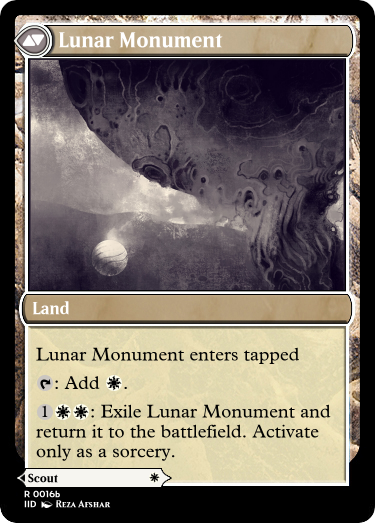 Lunar Monument
Land
Lunar Monument enters tapped
: Add .
1 : Exile Lunar Monument and
return it to the battlefield. Activate
only as a sorcery.
Scout
R 0016b
IID Reza Afshar